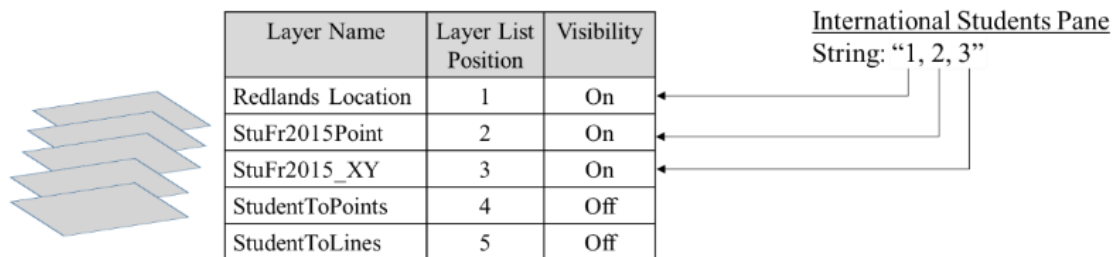 Layer Name Layer List Position Visibility
Redlands Location 1 On
StuFr2015Point 2 On
StuFr2015_XY 3 On
StudentToPoints 4 Off
StudentToLines 5 Off
International Students Pane
String: “1, 2, 3”